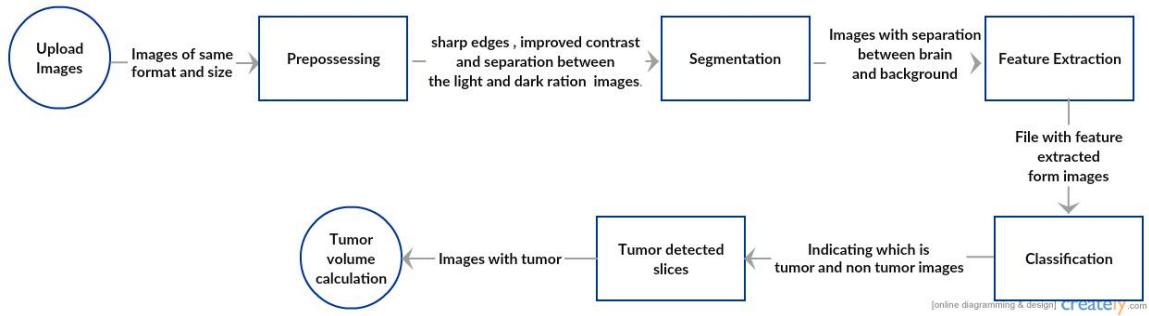 Upload
Images
Images of same
format and size
Prepossessing
sharp edges , improved contrast
and separation between
the light and dark ration images.
Segmentation
Images with separation
between brain
and background
Feature Extraction
File with feature
extracted
form images
Classification
Indicating which is
tumor and non tumor images
Tumor detected
slices
Images with tumor
Tumor
volume
calculation
[online diagramming & design] creately.com